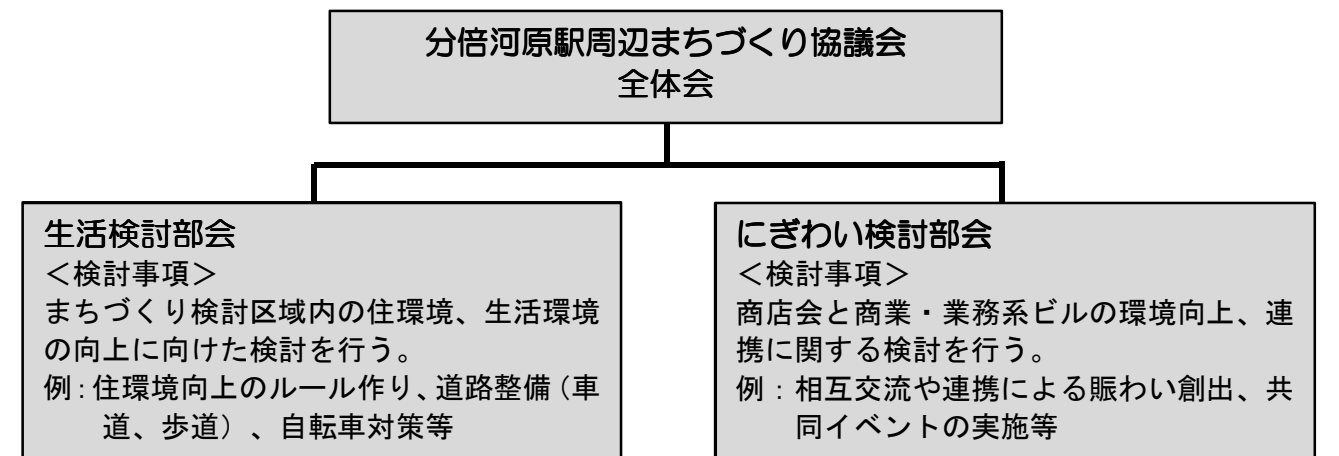 分倍河原駅周辺まちづくり協議会
全体会
生活検討部会
＜検討事項＞
まちづくり検討区域内の住環境、生活環境
の向上に向けた検討を行う。
例：住環境向上のルール作り、道路整備（車
道、歩道）、自転車対策等
にぎわい検討部会
＜検討事項＞
商店会と商業・業務系ビルの環境向上、連
携に関する検討を行う。
例：相互交流や連携による賑わい創出、共
同イベントの実施等